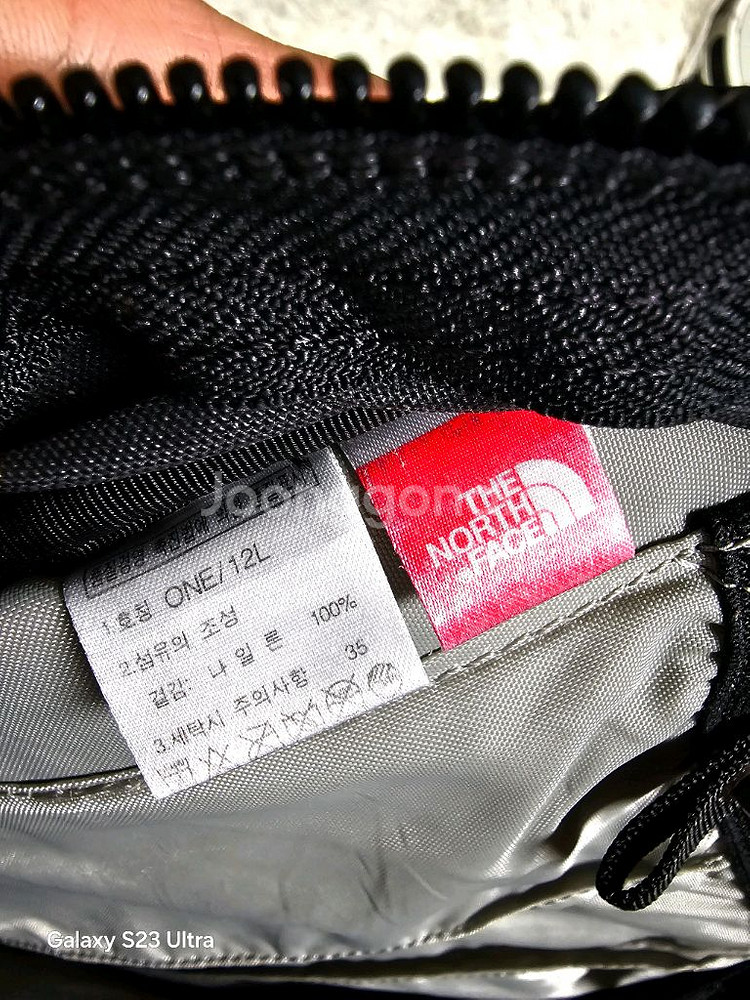 Joongonara
THE
NORTH
FACE
1.호칭 ONE/12L
2.섬유의 조성
겉감: 나 일 론 100%
35
3.세탁시 주의사항
Galaxy S23 Ultra